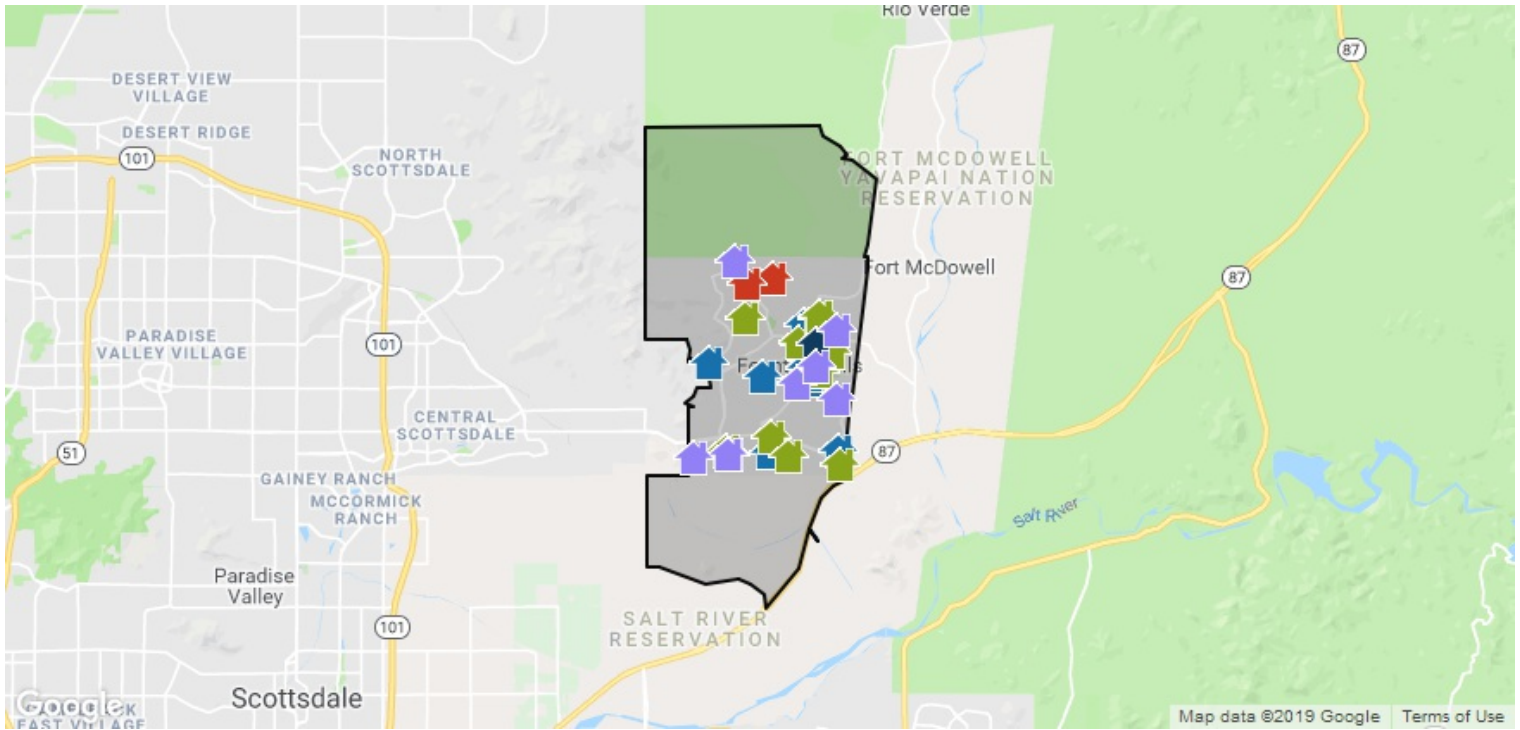 Rio Verde
87
DESERT VIEW
VILLAGE
DESERT RIDGE
101
NORTH
SCOTTSDALE
FORT MCDOWELL
YAVAPAI NATION
RESERVATION
Fort McDowell
87
PARADISE
VALLEY VILLAGE
101
CENTRAL
SCOTTSDALE
51
87
GAINEY RANCH
MCCORMICK
RANCH
Salt River
Paradise
Valley
101
SALT RIVER
RESERVATION
Scottsdale
Google
EAST VILLAGE
Map data ©2019 Google
Terms of Use